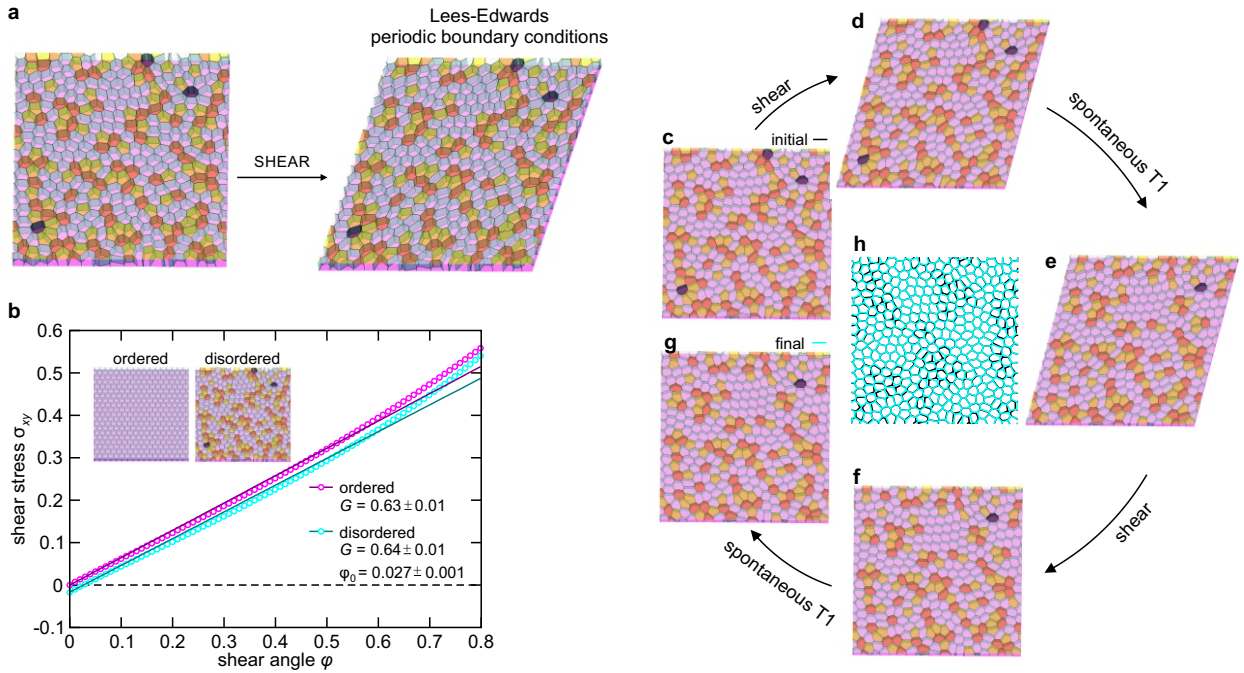 a
Lees-Edwards
periodic boundary conditions
SHEAR
b
0.6
0.5
0.4
0.3
0.2
0.1
0
-0.1
shear stress σxy
ordered
disordered
ordered
G = 0.63 ± 0.01
disordered
G = 0.64 ± 0.01
φ0 = 0.027 ± 0.001
0 0.1 0.2 0.3 0.4 0.5 0.6 0.7 0.8
shear angle φ
c
initial
shear
d
spontaneous T1
h
e
g
final
shear
f
spontaneous T1